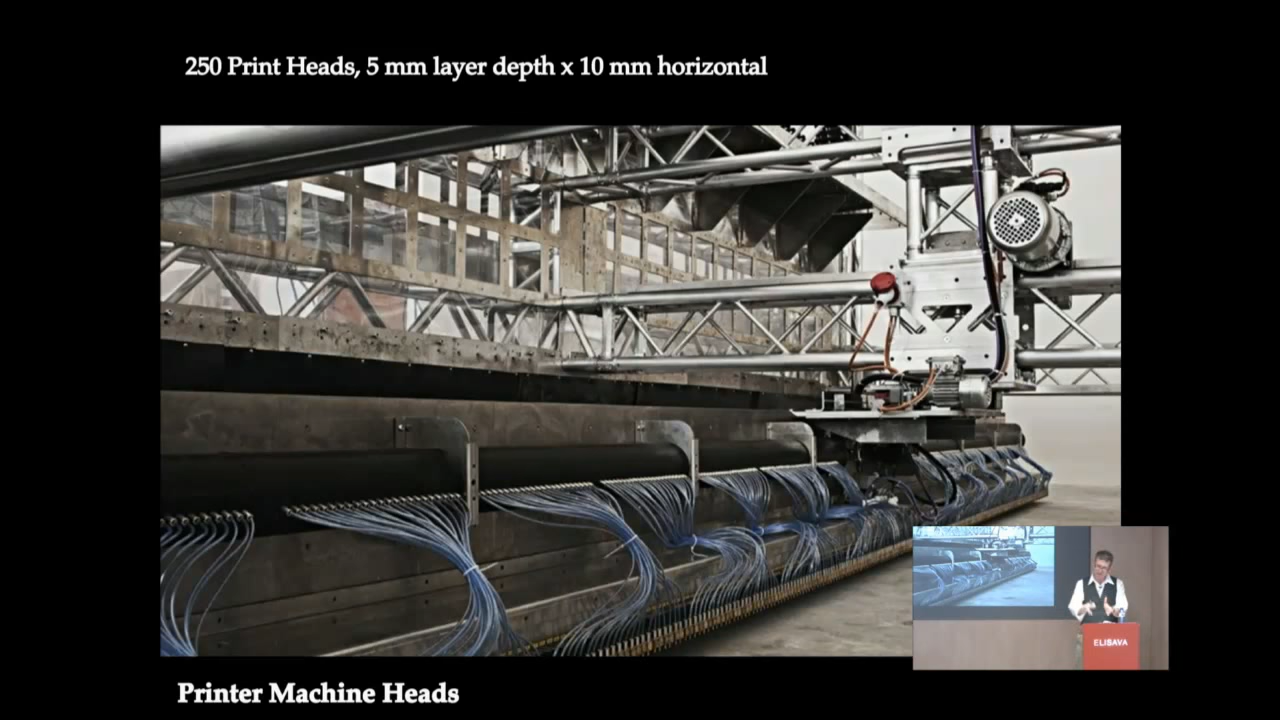 250 Print Heads, 5 mm layer depth x 10 mm horizontal
ELISAVA
Printer Machine Heads